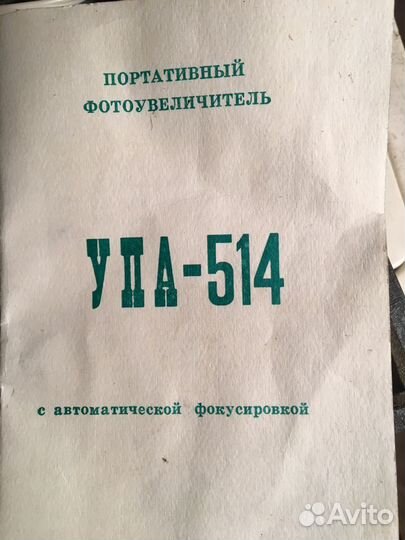 ПОРТАТИВНЫЙ
ФОТОУВЕЛИЧИТЕЛЬ
УПА-514
с автоматической фокусировкой
Avito